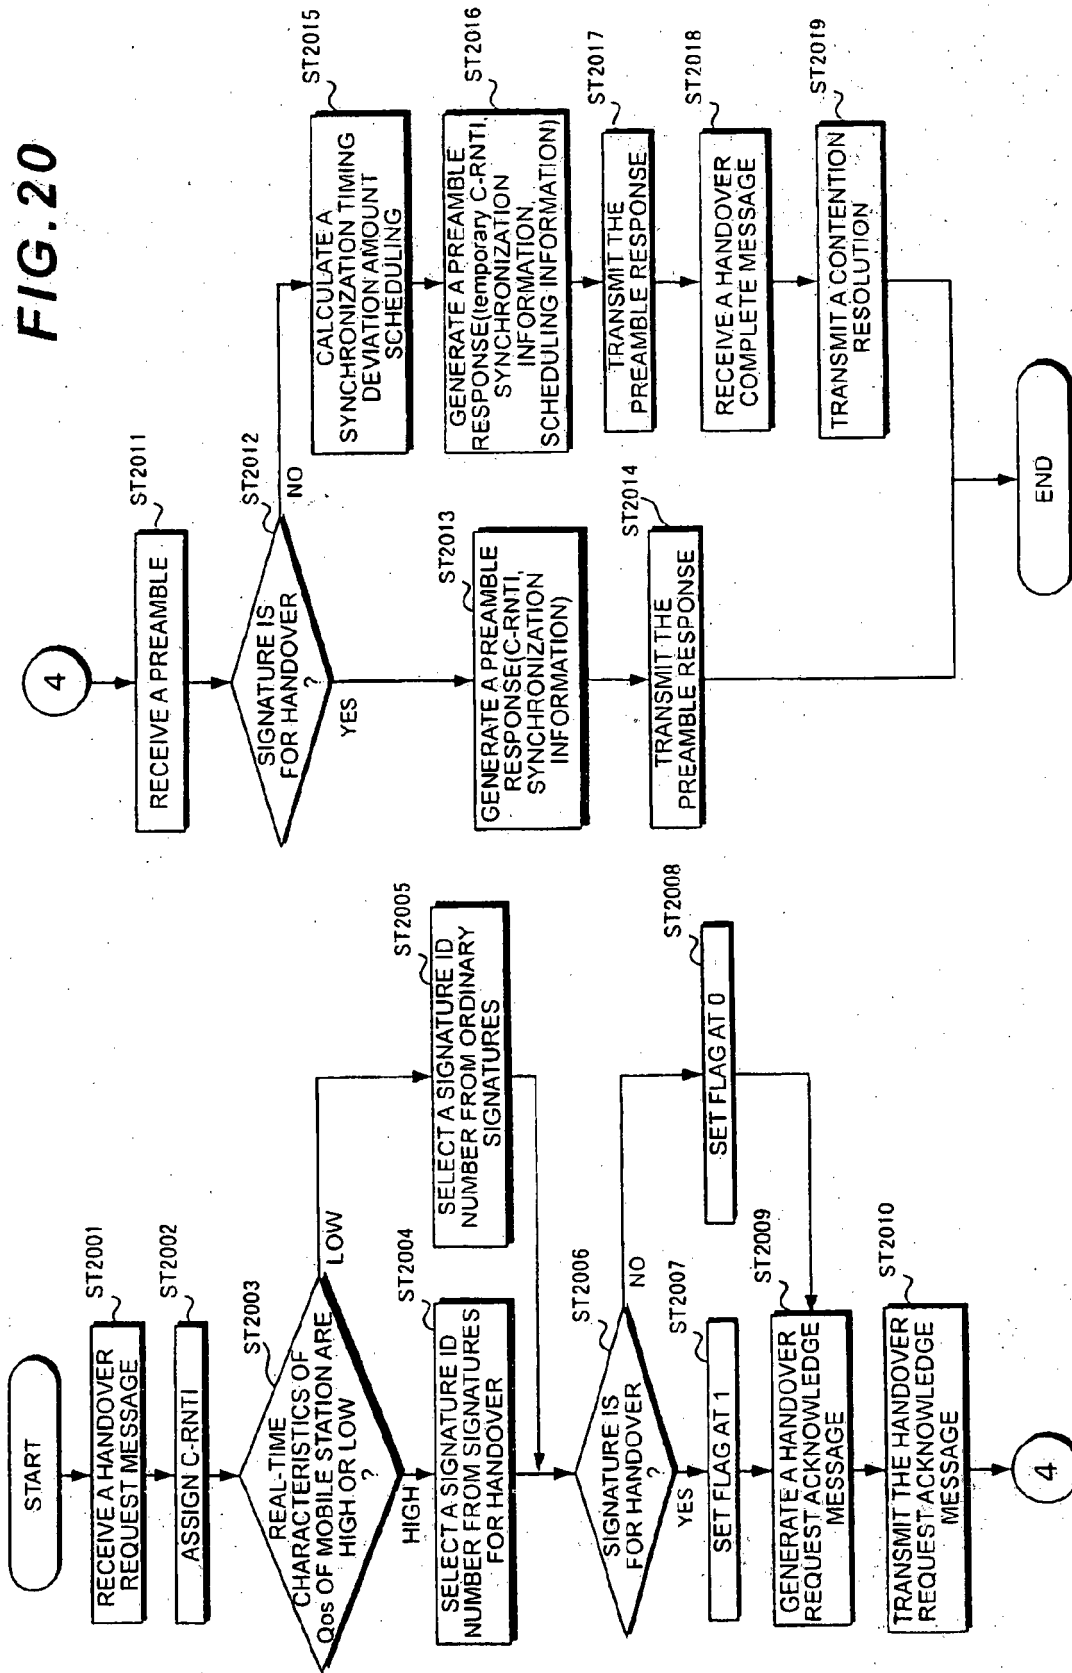 FIG.20
START
ST2001
RECEIVE A HANDOVER
REQUEST MESSAGE
ST2002
ASSIGN C-RNTI
ST2003
REAL-TIME
CHARACTERISTICS OF
Qos OF MOBILE STATION ARE
HIGH OR LOW
?
LOW
HIGH
ST2004
SELECT A SIGNATURE ID
NUMBER FROM SIGNATURES
FOR HANDOVER
ST2005
SELECT A SIGNATURE ID
NUMBER FROM ORDINARY
SIGNATURES
ST2006
SIGNATURE IS
FOR HANDOVER
?
NO
YES
ST2007
SET FLAG AT 1
ST2008
SET FLAG AT 0
ST2009
GENERATE A HANDOVER
REQUEST ACKNOWLEDGE
MESSAGE
ST2010
TRANSMIT THE HANDOVER
REQUEST ACKNOWLEDGE
MESSAGE
4
4
ST2011
RECEIVE A PREAMBLE
ST2012
SIGNATURE IS
FOR HANDOVER
?
NO
YES
ST2013
GENERATE A PREAMBLE
RESPONSE(C-RNTI,
SYNCHRONIZATION
INFORMATION)
ST2014
TRANSMIT THE
PREAMBLE RESPONSE
ST2015
CALCULATE A
SYNCHRONIZATION TIMING
DEVIATION AMOUNT
SCHEDULING
ST2016
GENERATE A PREAMBLE
RESPONSE(temporary C-RNTI,
SYNCHRONIZATION
INFORMATION,
SCHEDULING INFORMATION)
ST2017
TRANSMIT THE
PREAMBLE RESPONSE
ST2018
RECEIVE A HANDOVER
COMPLETE MESSAGE
ST2019
TRANSMIT A CONTENTION
RESOLUTION
END